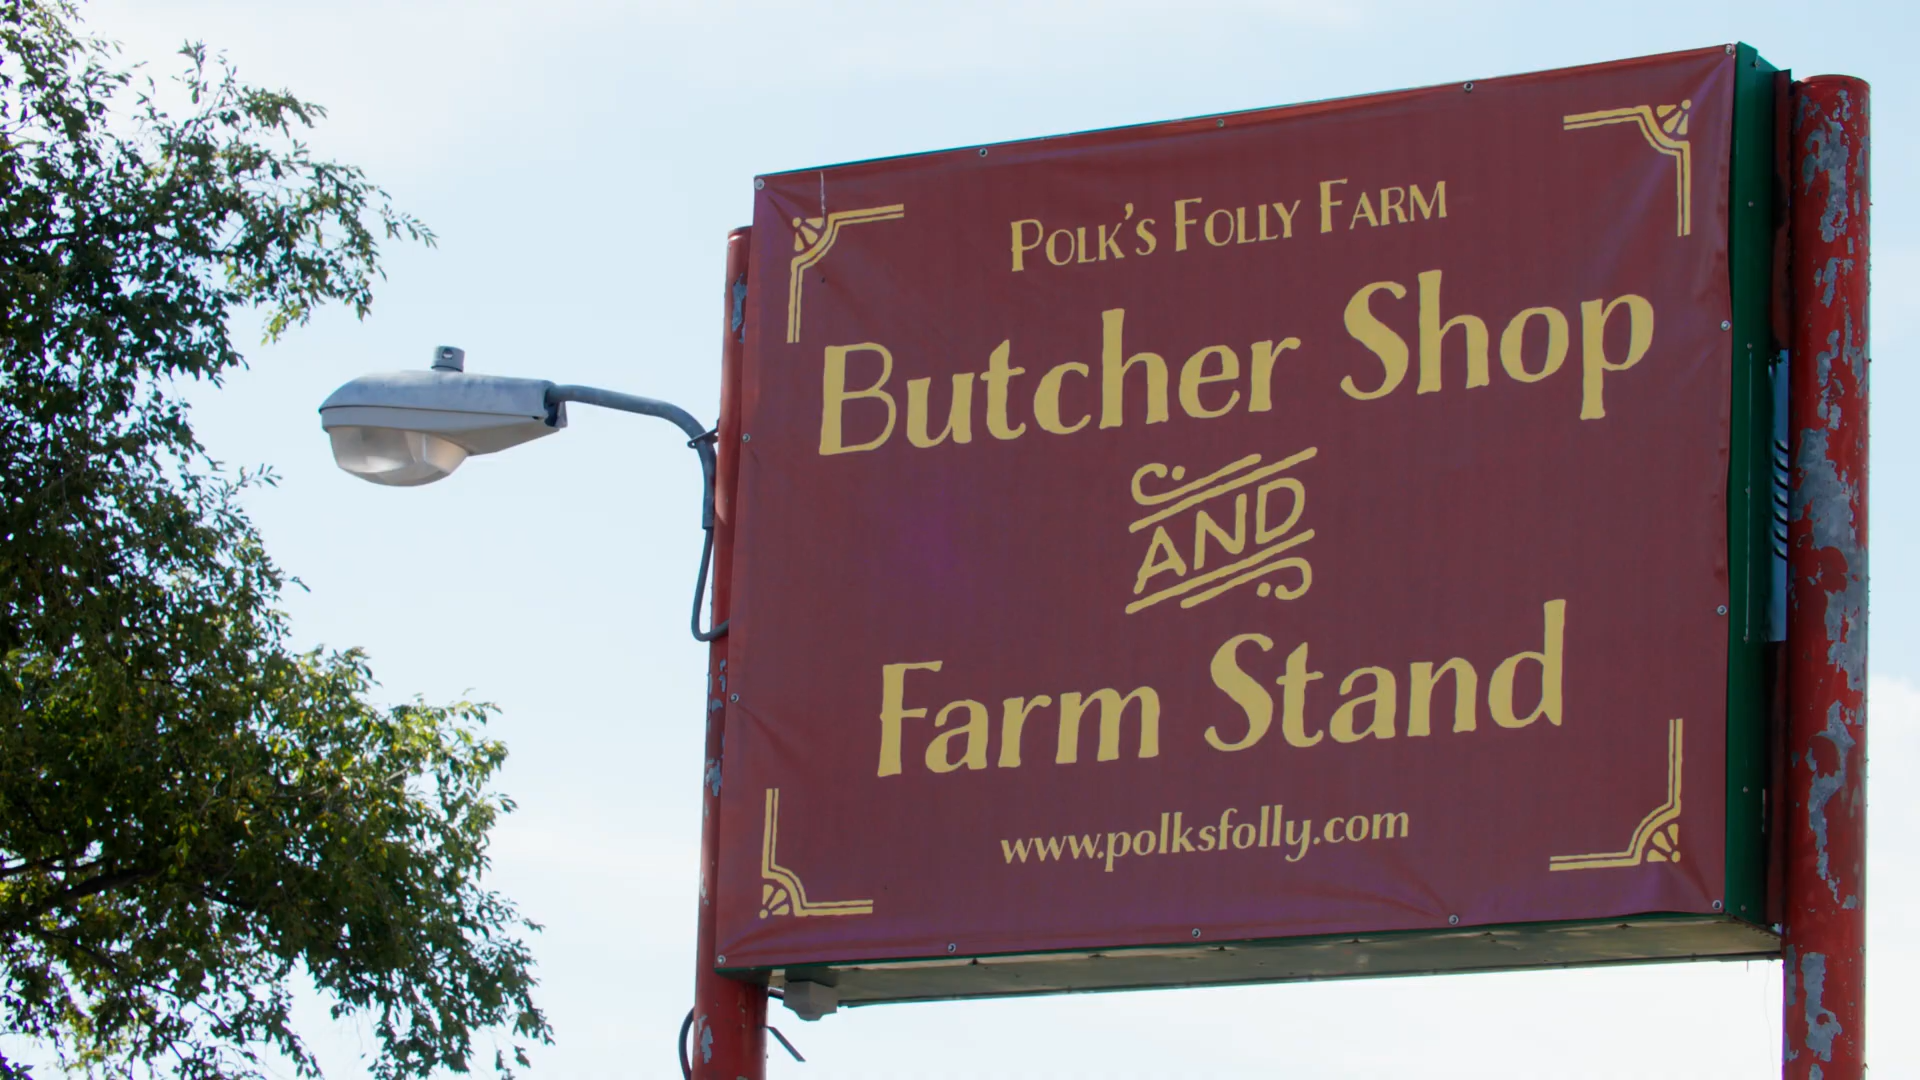 Polk's Folly Farm
Butcher Shop
AND
Farm Stand
www.polksfolly.com